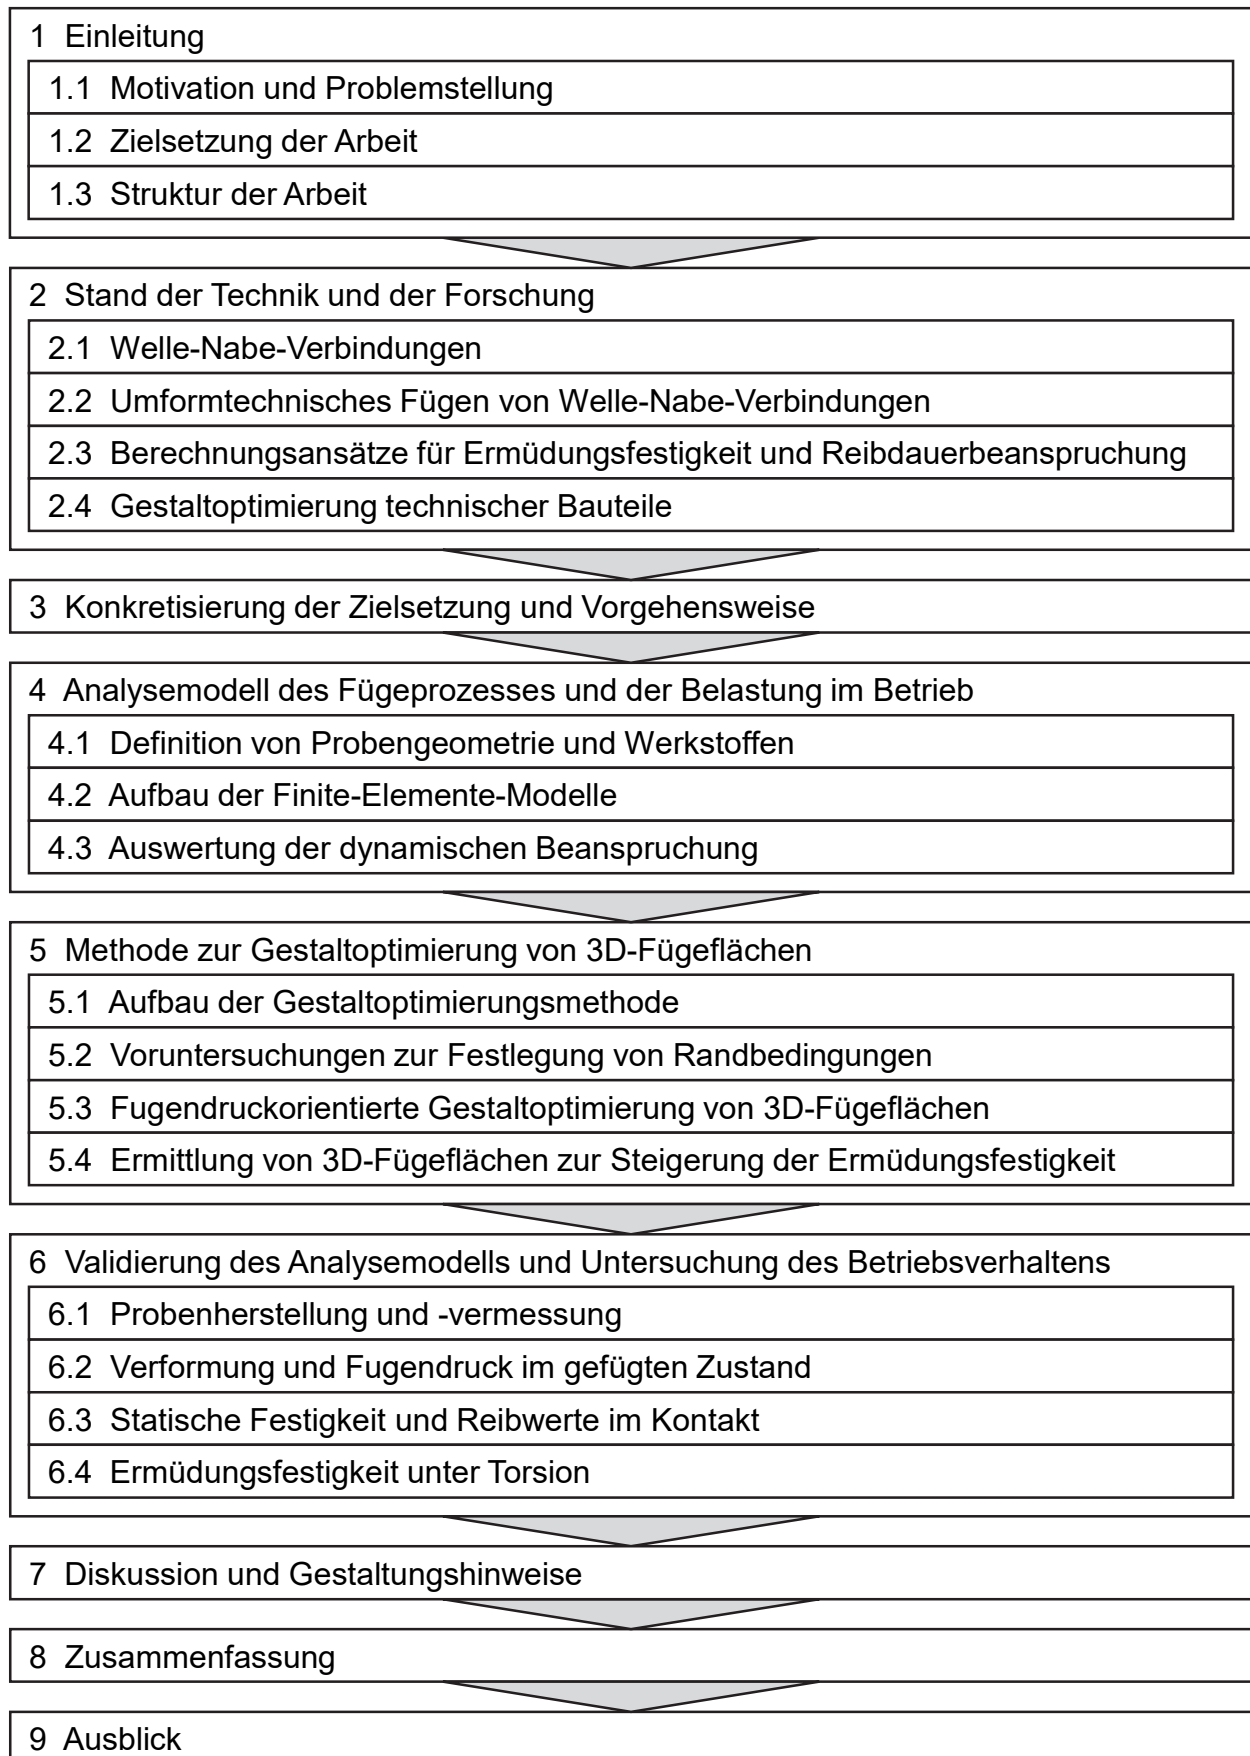 1 Einleitung
1.1 Motivation und Problemstellung
1.2 Zielsetzung der Arbeit
1.3 Struktur der Arbeit
2 Stand der Technik und der Forschung
2.1 Welle-Nabe-Verbindungen
2.2 Umformtechnisches Fügen von Welle-Nabe-Verbindungen
2.3 Berechnungsansätze für Ermüdungsfestigkeit und Reibdauerbeanspruchung
2.4 Gestaltoptimierung technischer Bauteile
3 Konkretisierung der Zielsetzung und Vorgehensweise
4 Analysemodell des Fügeprozesses und der Belastung im Betrieb
4.1 Definition von Probengeometrie und Werkstoffen
4.2 Aufbau der Finite-Elemente-Modelle
4.3 Auswertung der dynamischen Beanspruchung
5 Methode zur Gestaltoptimierung von 3D-Fügeflächen
5.1 Aufbau der Gestaltoptimierungsmethode
5.2 Voruntersuchungen zur Festlegung von Randbedingungen
5.3 Fugendruckorientierte Gestaltoptimierung von 3D-Fügeflächen
5.4 Ermittlung von 3D-Fügeflächen zur Steigerung der Ermüdungsfestigkeit
6 Validierung des Analysemodells und Untersuchung des Betriebsverhaltens
6.1 Probenherstellung und -vermessung
6.2 Verformung und Fugendruck im gefügten Zustand
6.3 Statische Festigkeit und Reibwerte im Kontakt
6.4 Ermüdungsfestigkeit unter Torsion
7 Diskussion und Gestaltungshinweise
8 Zusammenfassung
9 Ausblick